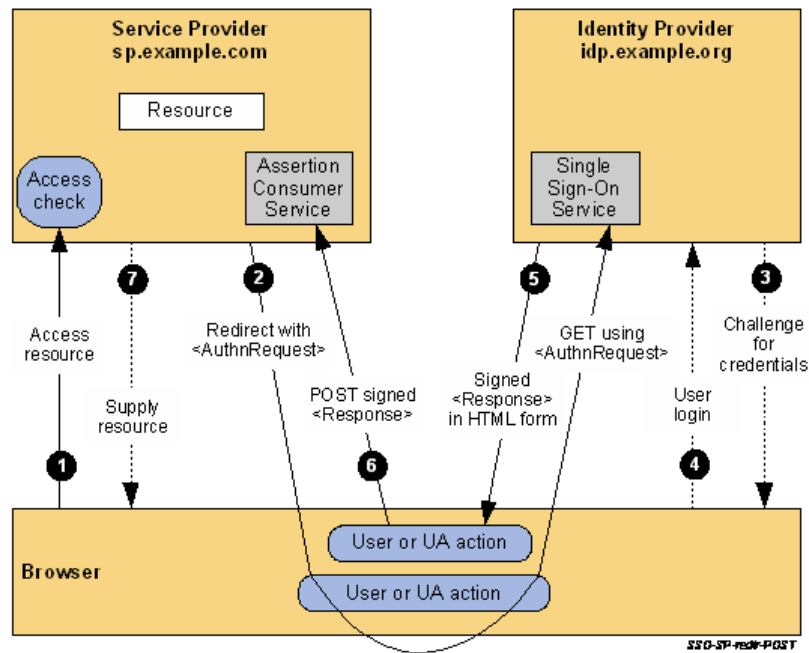 Service Provider
sp.example.com
Identity Provider
idp.example.org
Resource
Access
check
Assertion
Consumer
Service
Single
Sign-On
Service
7
2
5
3
Access
resource
Redirect with
<AuthnRequest>
GET using
<AuthnRequest>
Challenge
for
credentials
Supply
resource
POST signed
<Response>
Signed
<Response>
in HTML form
User
login
1
6
4
User or UA action
Browser
User or UA action
SSO-SP-redir-POST